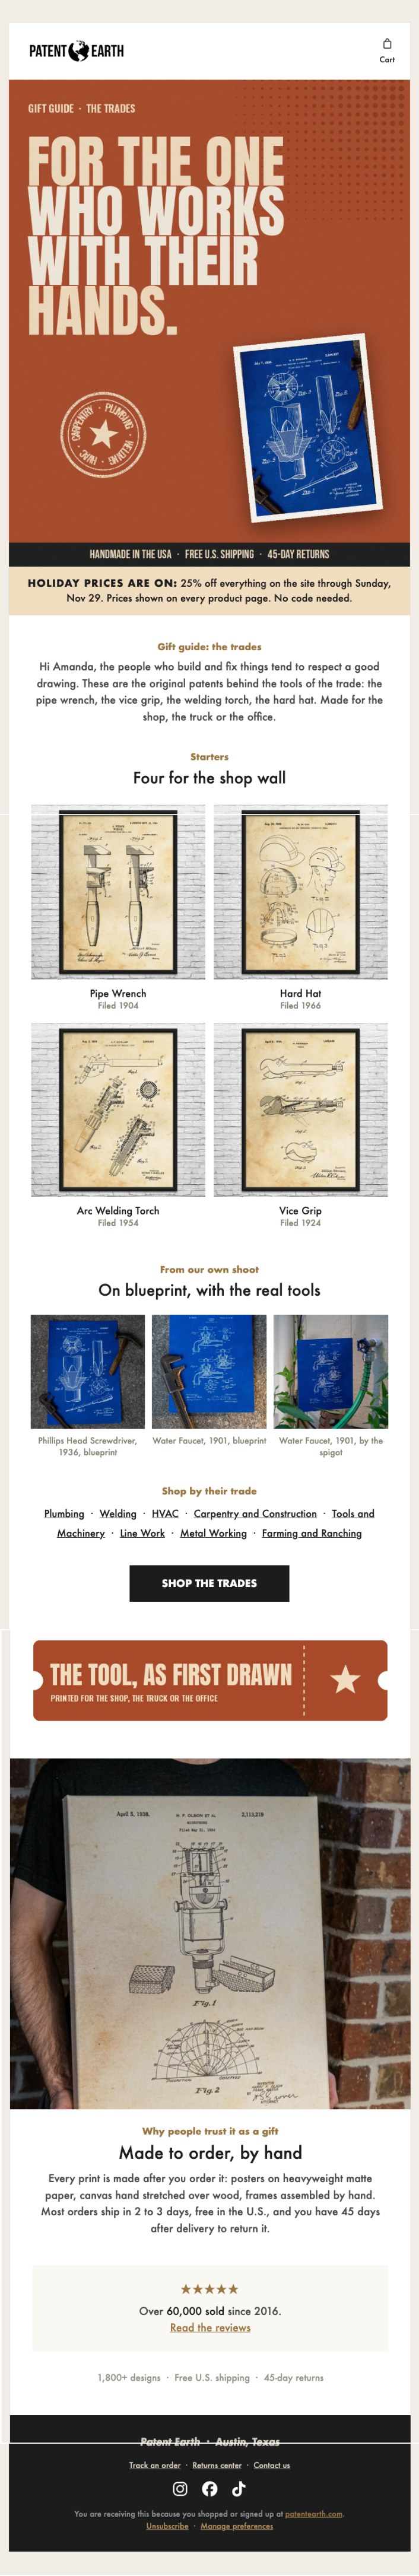 PATENT EARTH
Cart
GIFT GUIDE · THE TRADES
FOR THE ONE
WHO WORKS
WITH THEIR
HANDS.
CARPENTRY · PLUMBING · WELDING · HVAC ·
HANDMADE IN THE USA · FREE U.S. SHIPPING · 45-DAY RETURNS
HOLIDAY PRICES ARE ON: 25% off everything on the site through Sunday,
Nov 29. Prices shown on every product page. No code needed.
Gift guide: the trades
Hi Amanda, the people who build and fix things tend to respect a good
drawing. These are the original patents behind the tools of the trade: the
pipe wrench, the vice grip, the welding torch, the hard hat. Made for the
shop, the truck or the office.
Starters
Four for the shop wall
Pipe Wrench
Filed 1904
Hard Hat
Filed 1966
Arc Welding Torch
Filed 1954
Vice Grip
Filed 1924
From our own shoot
On blueprint, with the real tools
Phillips Head Screwdriver,
1936, blueprint
Water Faucet, 1901, blueprint
Water Faucet, 1901, by the
spigot
Shop by their trade
Plumbing · Welding · HVAC · Carpentry and Construction · Tools and
Machinery · Line Work · Metal Working · Farming and Ranching
SHOP THE TRADES
THE TOOL, AS FIRST DRAWN
PRINTED FOR THE SHOP, THE TRUCK OR THE OFFICE
April 5, 1938.
2,113,219
Fig. 1
Fig. 2
Why people trust it as a gift
Made to order, by hand
Every print is made after you order it: posters on heavyweight matte
paper, canvas hand stretched over wood, frames assembled by hand.
Most orders ship in 2 to 3 days, free in the U.S., and you have 45 days
after delivery to return it.
★★★★★
Over 60,000 sold since 2016.
Read the reviews
1,800+ designs · Free U.S. shipping · 45-day returns
Patent Earth · Austin, Texas
Track an order · Returns center · Contact us
You are receiving this because you shopped or signed up at patentearth.com.
Unsubscribe · Manage preferences